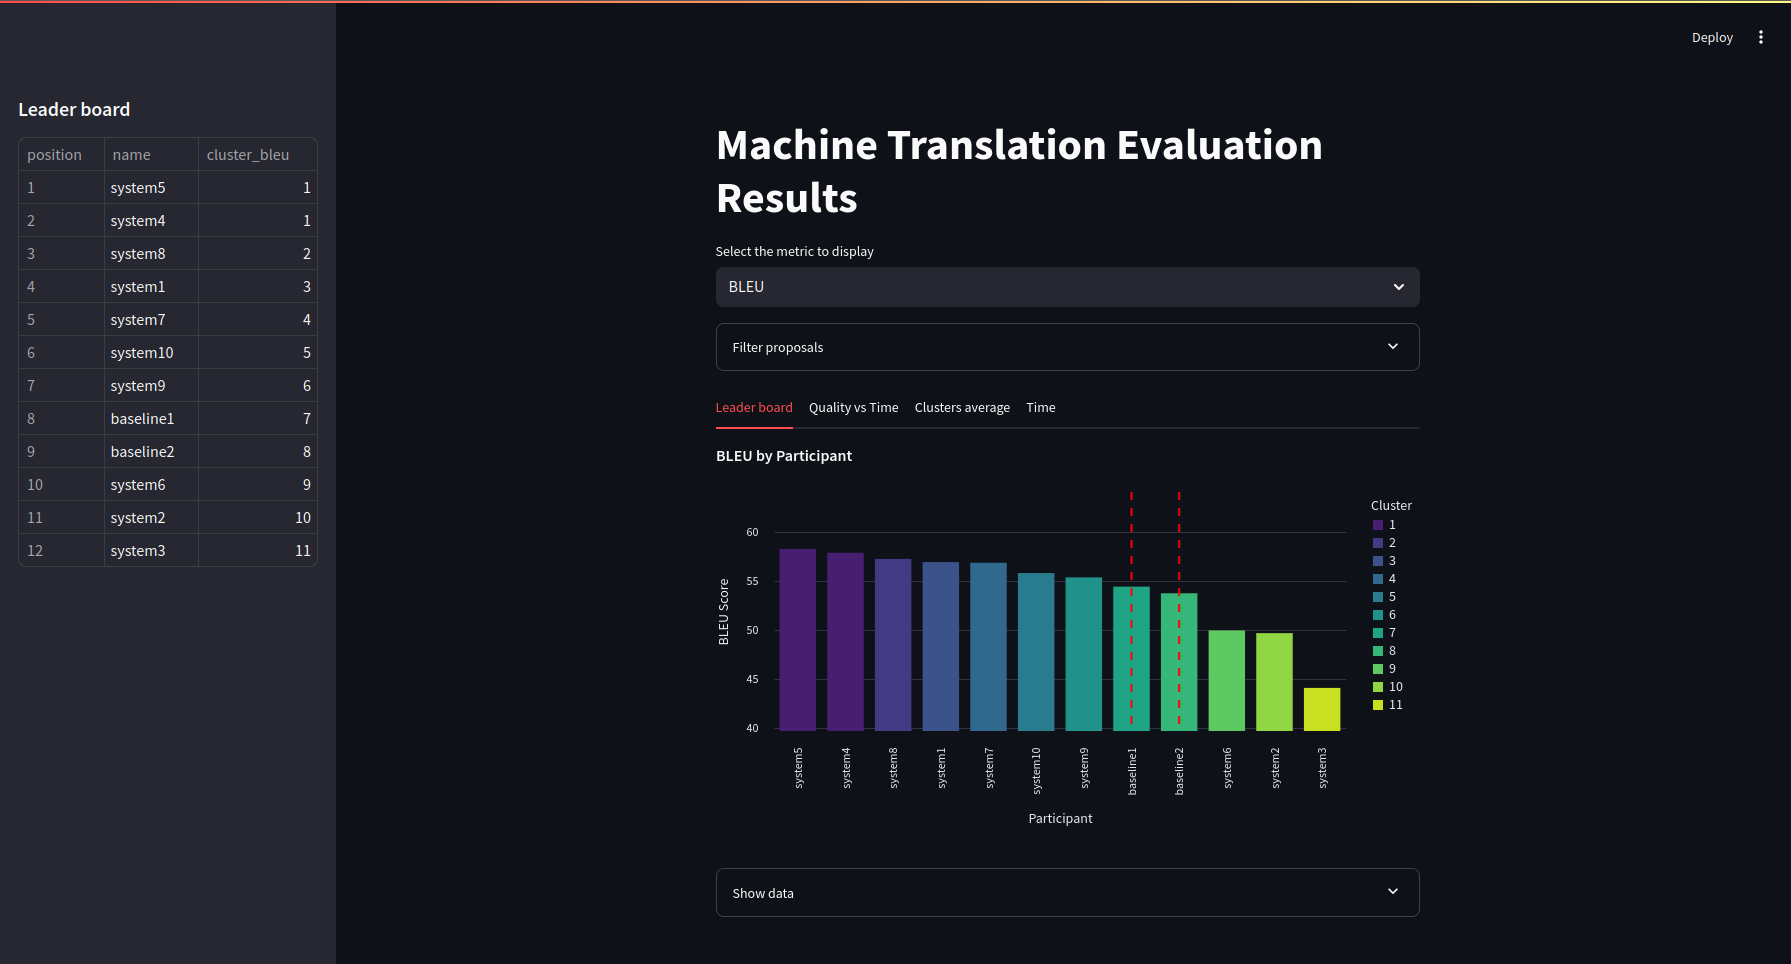 Deploy
Leader board
position name cluster_bleu
1 system5 1
2 system4 1
3 system8 2
4 system1 3
5 system7 4
6 system10 5
7 system9 6
8 baseline1 7
9 baseline2 8
10 system6 9
11 system2 10
12 system3 11
Machine Translation Evaluation
Results
Select the metric to display
BLEU
Filter proposals
Leader board Quality vs Time Clusters average Time
BLEU by Participant
BLEU Score
60
55
50
45
40
system5
system4
system8
system1
system7
system10
system9
baseline1
baseline2
system6
system2
system3
Participant
Cluster
1
2
3
4
5
6
7
8
9
10
11
Show data